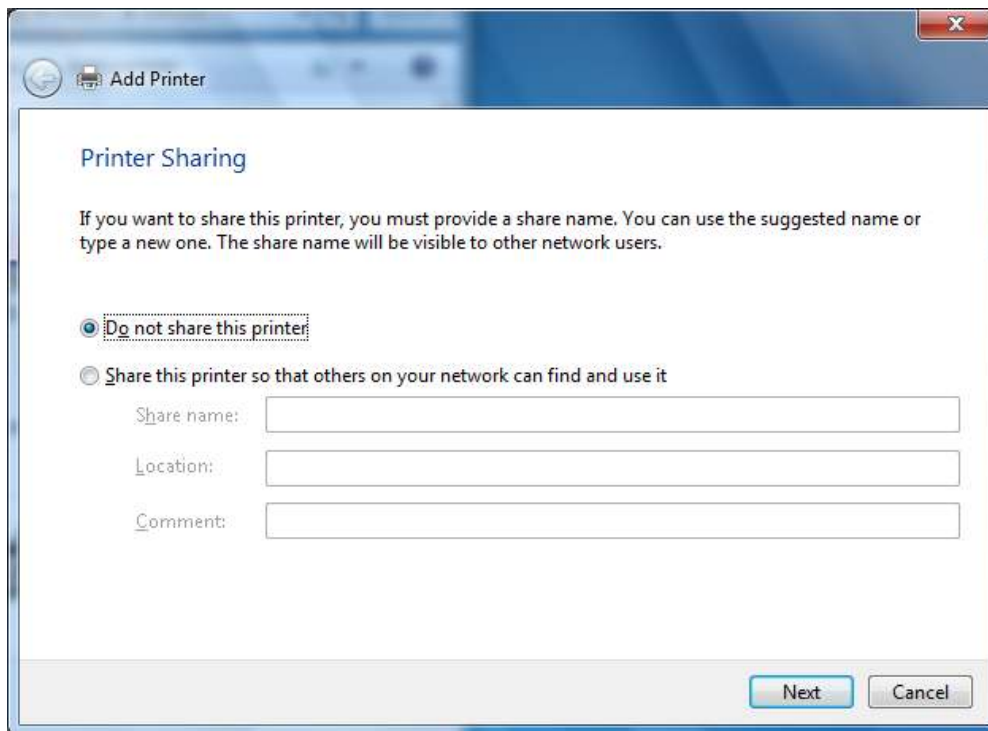 Add Printer
Printer Sharing
If you want to share this printer, you must provide a share name. You can use the suggested name or
type a new one. The share name will be visible to other network users.
Do not share this printer
Share this printer so that others on your network can find and use it
Share name:
Location:
Comment:
Next
Cancel